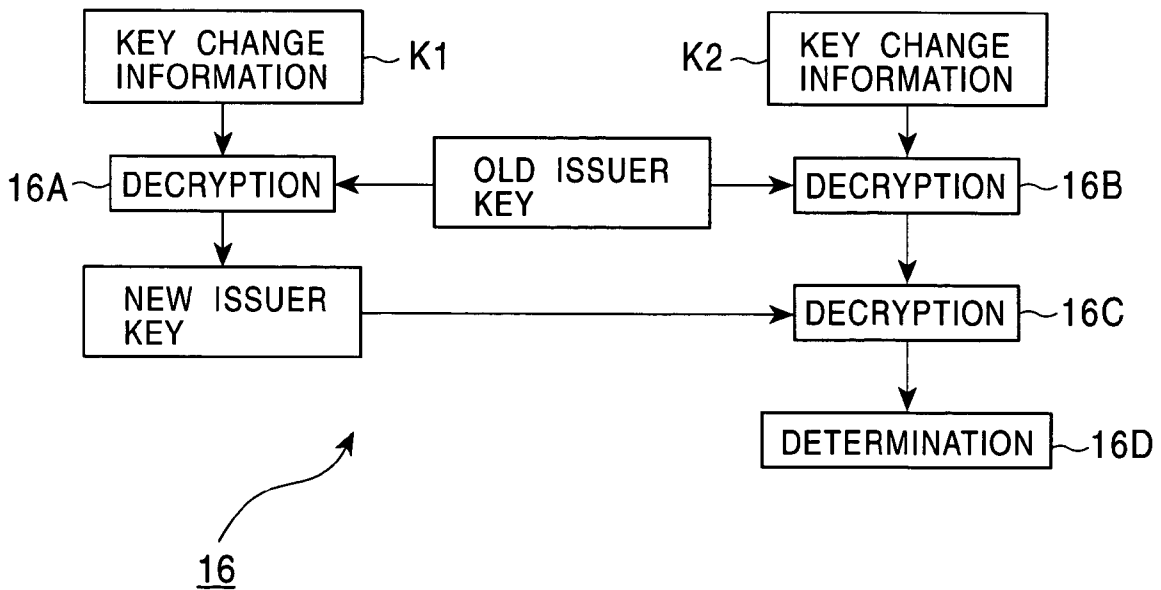 KEY CHANGE
INFORMATION
K1
K2
KEY CHANGE
INFORMATION
16A
DECRYPTION
OLD ISSUER
KEY
DECRYPTION
16B
NEW ISSUER
KEY
DECRYPTION
16C
DETERMINATION
16D
16